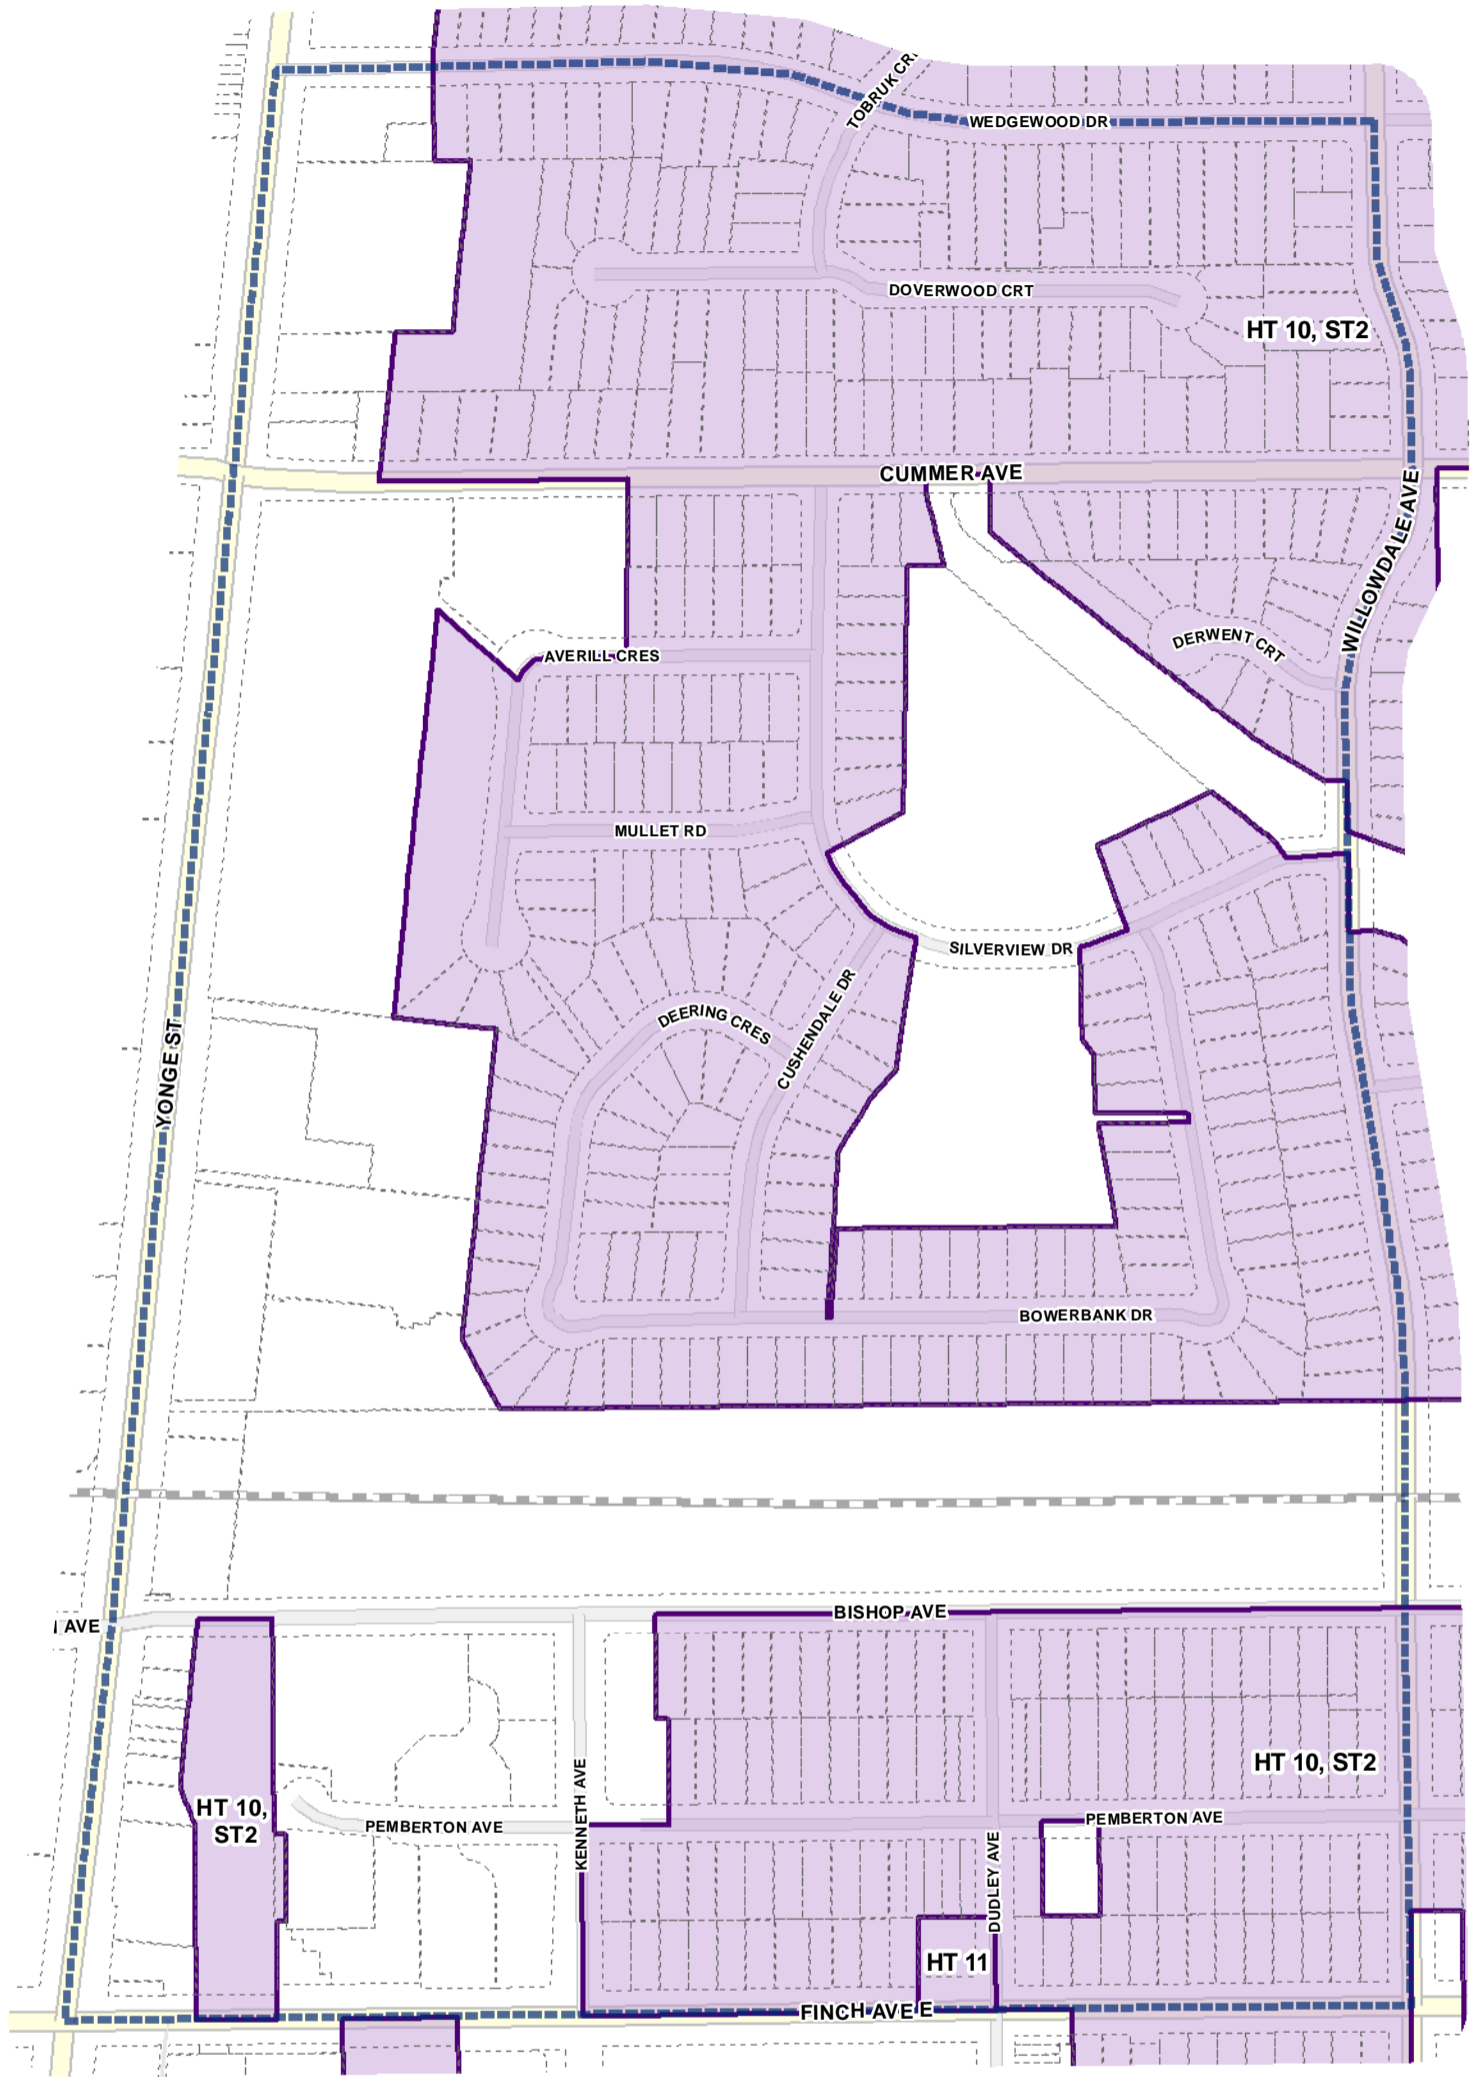 TOBRUK CR
WEDGEWOOD DR
DOVERWOOD CRT
HT 10, ST2
CUMMER AVE
WILLOWDALE AVE
DERWENT CRT
AVERILL CRES
MULLET RD
SILVERVIEW DR
DEERING CRES
CUSHENDALE DR
YONGE ST
BOWERBANK DR
BISHOP AVE
AVE
HT 10, ST2
HT 10,
ST2
PEMBERTON AVE
KENNETH AVE
PEMBERTON AVE
DUDLEY AVE
HT 11
FINCH AVE E